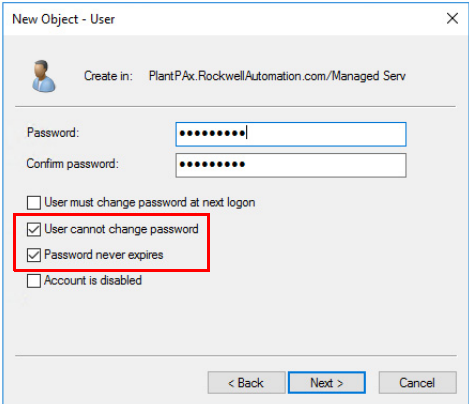 New Object - User
Create in: PlantPAx.RockwellAutomation.com/Managed Serv
Password: •••••••••
Confirm password: •••••••••
User must change password at next logon
User cannot change password
Password never expires
Account is disabled
< Back Next > Cancel